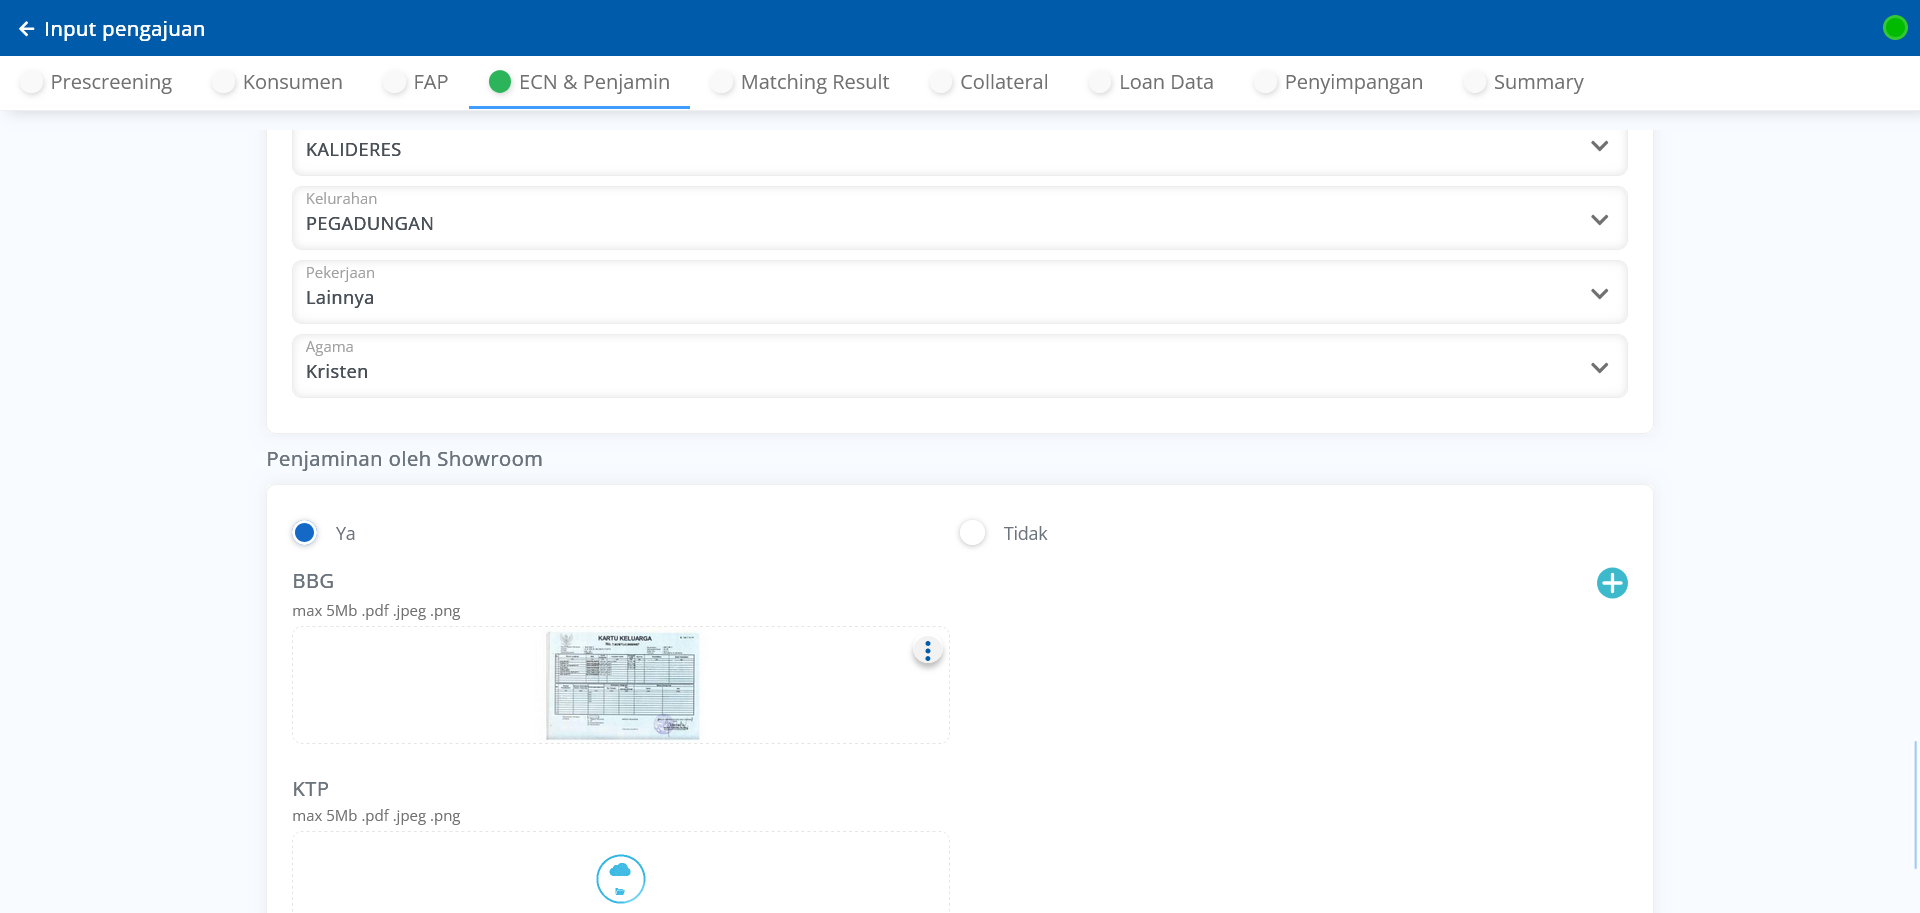 Input pengajuan
Prescreening Konsumen FAP ECN & Penjamin Matching Result Collateral Loan Data Penyimpangan Summary
KALIDERES
Kelurahan
PEGADUNGAN
Pekerjaan
Lainnya
Agama
Kristen
Penjaminan oleh Showroom
Ya Tidak
BBG
max 5Mb .pdf .jpeg .png
KARTU KELUARGA
KTP
max 5Mb .pdf .jpeg .png